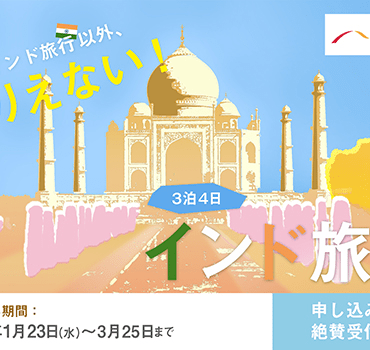 ンド旅行以外、
りえない！
3泊4日
インド旅
期間：
1月23日(水)〜3月25日まで
申し込み
絶賛受付